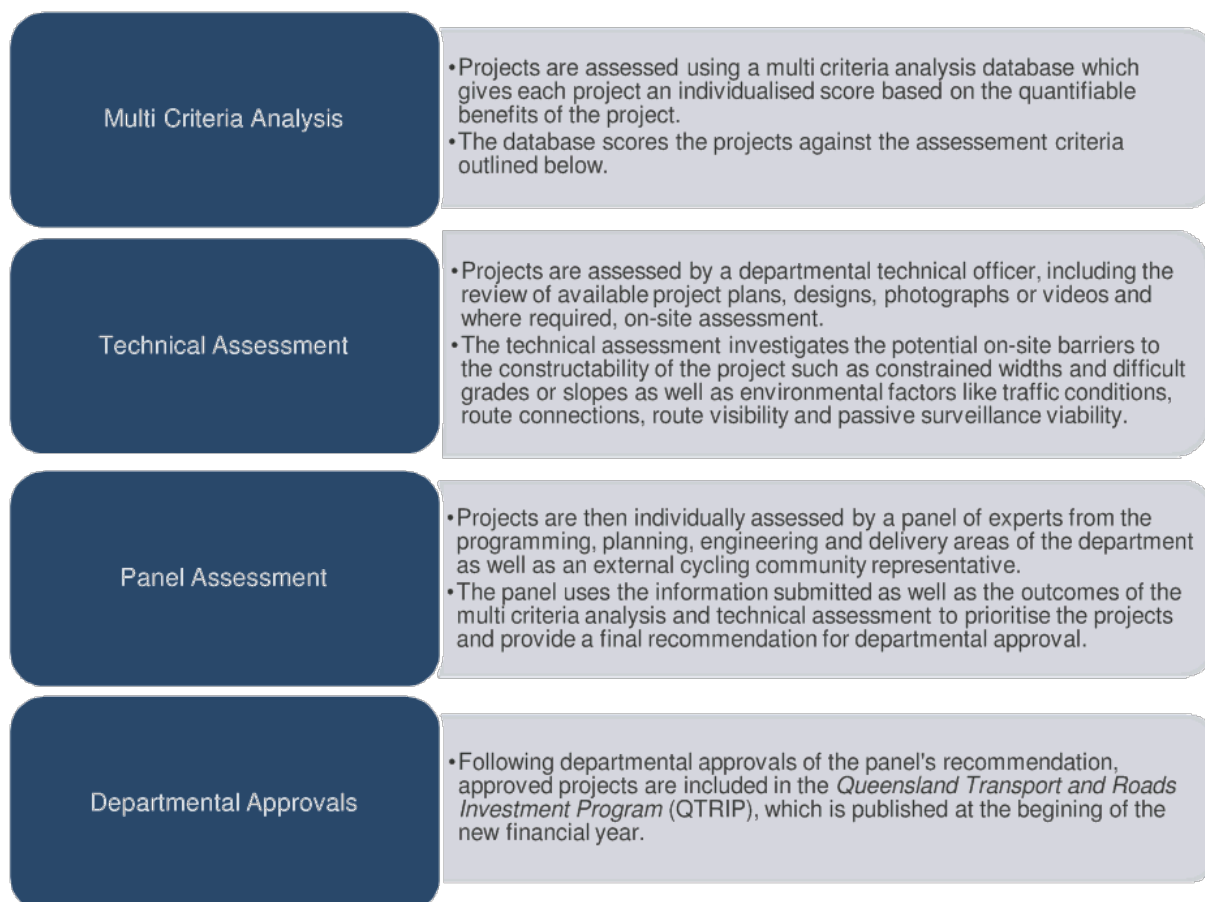 Multi Criteria Analysis
•Projects are assessed using a multi criteria analysis database which
gives each project an individualised score based on the quantifiable
benefits of the project.
•The database scores the projects against the assessement criteria
outlined below.
Technical Assessment
•Projects are assessed by a departmental technical officer, including the
review of available project plans, designs, photographs or videos and
where required, on-site assessment.
•The technical assessment investigates the potential on-site barriers to
the constructability of the project such as constrained widths and difficult
grades or slopes as well as environmental factors like traffic conditions,
route connections, route visibility and passive surveillance viability.
Panel Assessment
•Projects are then individually assessed by a panel of experts from the
programming, planning, engineering and delivery areas of the department
as well as an external cycling community representative.
•The panel uses the information submitted as well as the outcomes of the
multi criteria analysis and technical assessment to prioritise the projects
and provide a final recommendation for departmental approval.
Departmental Approvals
•Following departmental approvals of the panel's recommendation,
approved projects are included in the Queensland Transport and Roads
Investment Program (QTRIP), which is published at the begining of the
new financial year.